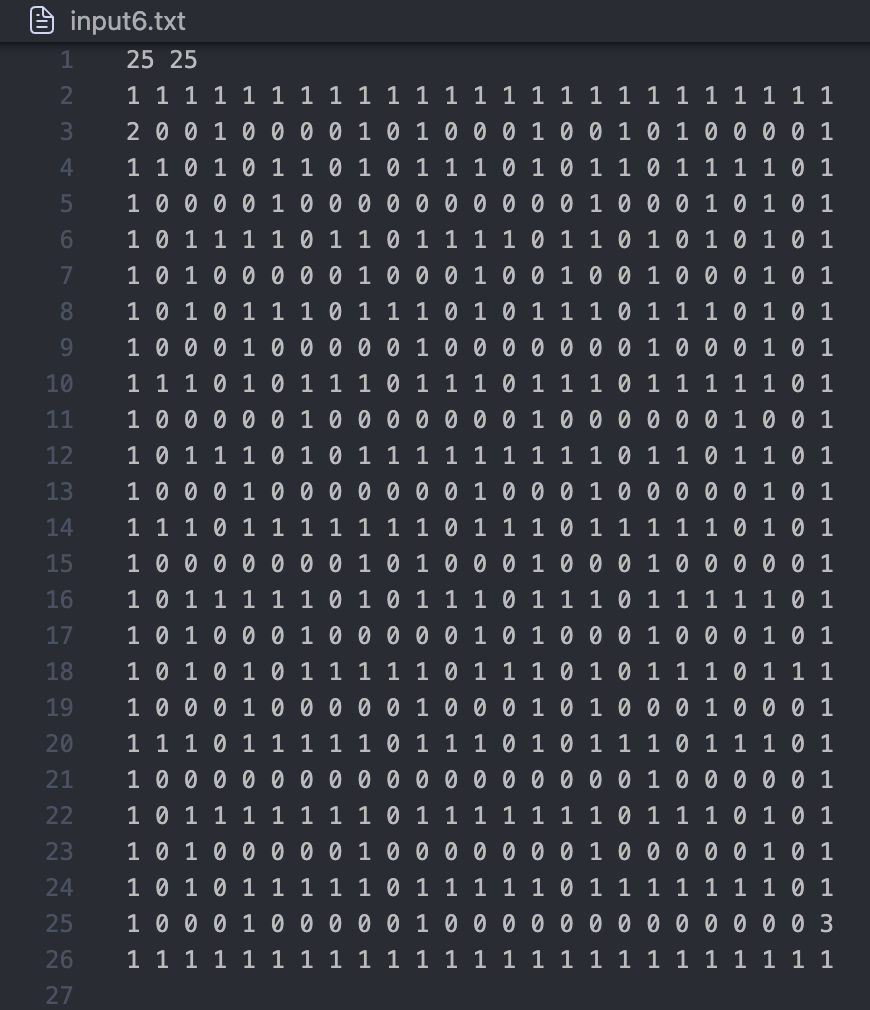 input6.txt
1 25 25
2 1 1 1 1 1 1 1 1 1 1 1 1 1 1 1 1 1 1 1 1 1 1 1 1 1
3 2 0 0 1 0 0 0 0 1 0 1 0 0 0 1 0 0 1 0 1 0 0 0 0 1
4 1 1 0 1 0 1 1 0 1 0 1 1 1 0 1 0 1 1 0 1 1 1 1 0 1
5 1 0 0 0 0 1 0 0 0 0 0 0 0 0 0 0 1 0 0 0 1 0 1 0 1
6 1 0 1 1 1 1 0 1 1 0 1 1 1 1 0 1 1 0 1 0 1 0 1 0 1
7 1 0 1 0 0 0 0 0 1 0 0 0 1 0 0 1 0 0 1 0 0 0 1 0 1
8 1 0 1 0 1 1 1 0 1 1 1 0 1 0 1 1 1 0 1 1 1 0 1 0 1
9 1 0 0 0 1 0 0 0 0 0 1 0 0 0 0 0 0 0 1 0 0 0 1 0 1
10 1 1 1 0 1 0 1 1 1 0 1 1 1 0 1 1 1 0 1 1 1 1 1 0 1
11 1 0 0 0 0 0 1 0 0 0 0 0 0 0 1 0 0 0 0 0 0 1 0 0 1
12 1 0 1 1 1 0 1 0 1 1 1 1 1 1 1 1 1 0 1 1 0 1 1 0 1
13 1 0 0 0 1 0 0 0 0 0 0 0 1 0 0 0 1 0 0 0 0 0 1 0 1
14 1 1 1 0 1 1 1 1 1 1 1 0 1 1 1 0 1 1 1 1 1 0 1 0 1
15 1 0 0 0 0 0 0 0 1 0 1 0 0 0 1 0 0 0 1 0 0 0 0 0 1
16 1 0 1 1 1 1 1 0 1 0 1 1 1 0 1 1 1 0 1 1 1 1 1 0 1
17 1 0 1 0 0 0 1 0 0 0 0 0 1 0 1 0 0 0 1 0 0 0 1 0 1
18 1 0 1 0 1 0 1 1 1 1 1 0 1 1 1 0 1 0 1 1 1 0 1 1 1
19 1 0 0 0 1 0 0 0 0 0 1 0 0 0 1 0 1 0 0 0 1 0 0 0 1
20 1 1 1 0 1 1 1 1 1 0 1 1 1 0 1 0 1 1 1 0 1 1 1 0 1
21 1 0 0 0 0 0 0 0 0 0 0 0 0 0 0 0 0 0 1 0 0 0 0 0 1
22 1 0 1 1 1 1 1 1 1 0 1 1 1 1 1 1 1 0 1 1 1 0 1 0 1
23 1 0 1 0 0 0 0 0 1 0 0 0 0 0 0 0 1 0 0 0 0 0 1 0 1
24 1 0 1 0 1 1 1 1 1 0 1 1 1 1 1 0 1 1 1 1 1 1 1 0 1
25 1 0 0 0 1 0 0 0 0 0 1 0 0 0 0 0 0 0 0 0 0 0 0 0 3
26 1 1 1 1 1 1 1 1 1 1 1 1 1 1 1 1 1 1 1 1 1 1 1 1 1
27